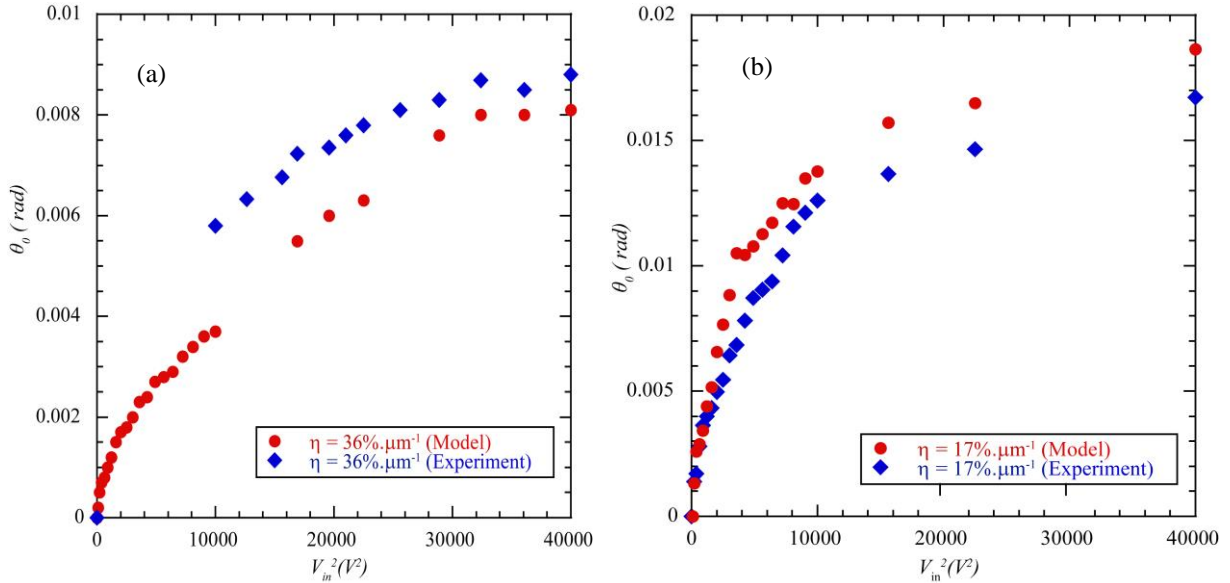 (a)
0.01
0.008
0.006
0.004
0.002
0
θ₀ ( rad)
η = 36%.μm⁻¹ (Model)
η = 36%.μm⁻¹ (Experiment)
0 10000 20000 30000 40000
V_in²(V²)
(b)
0.02
0.015
0.01
0.005
0
θ₀ ( rad)
η = 17%.μm⁻¹ (Model)
η = 17%.μm⁻¹ (Experiment)
0 10000 20000 30000 40000
V_in²(V²)